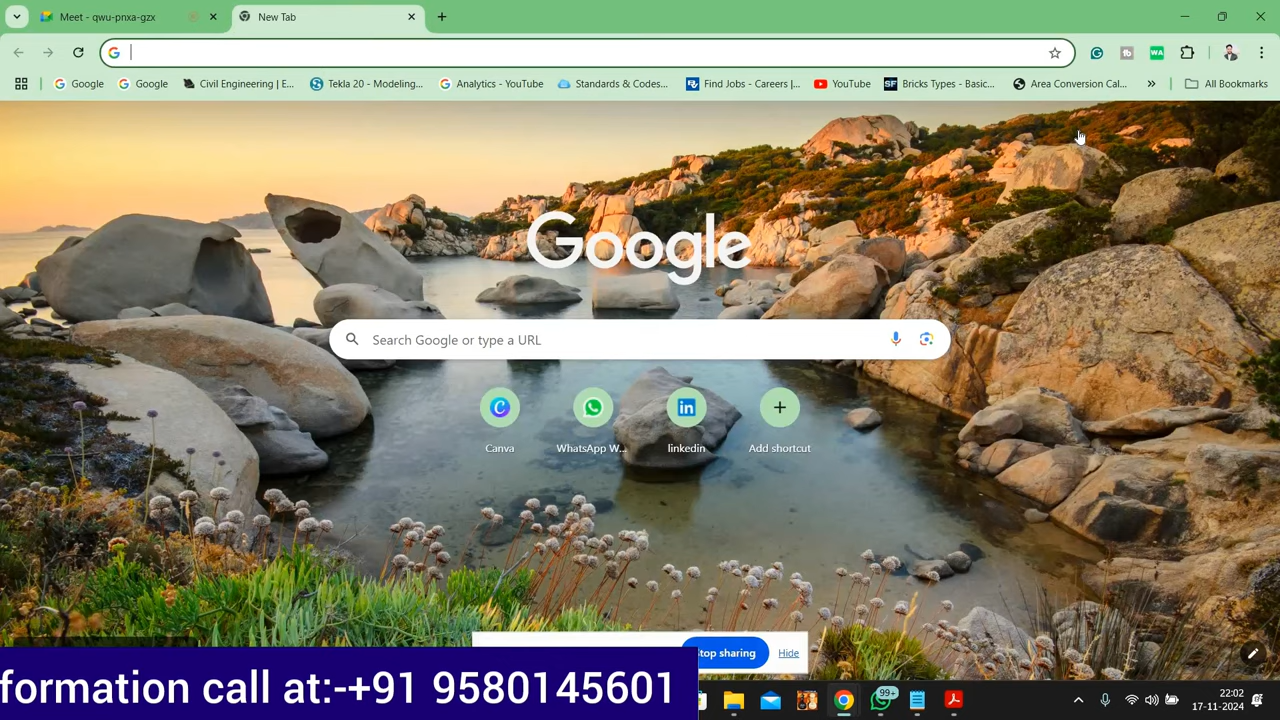 Meet - qwu-pnxa-gzx
New Tab
Google
Google
Civil Engineering | E...
Tekla 20 - Modeling...
Analytics - YouTube
Standards & Codes...
Find Jobs - Careers |...
YouTube
SF
Bricks Types - Basic...
Area Conversion Cal...
»
All Bookmarks
WA
Google
Search Google or type a URL
Canva
WhatsApp W...
linkedin
Add shortcut
top sharing
Hide
formation call at:-+91 9580145601
99+
22:02
17-11-2024